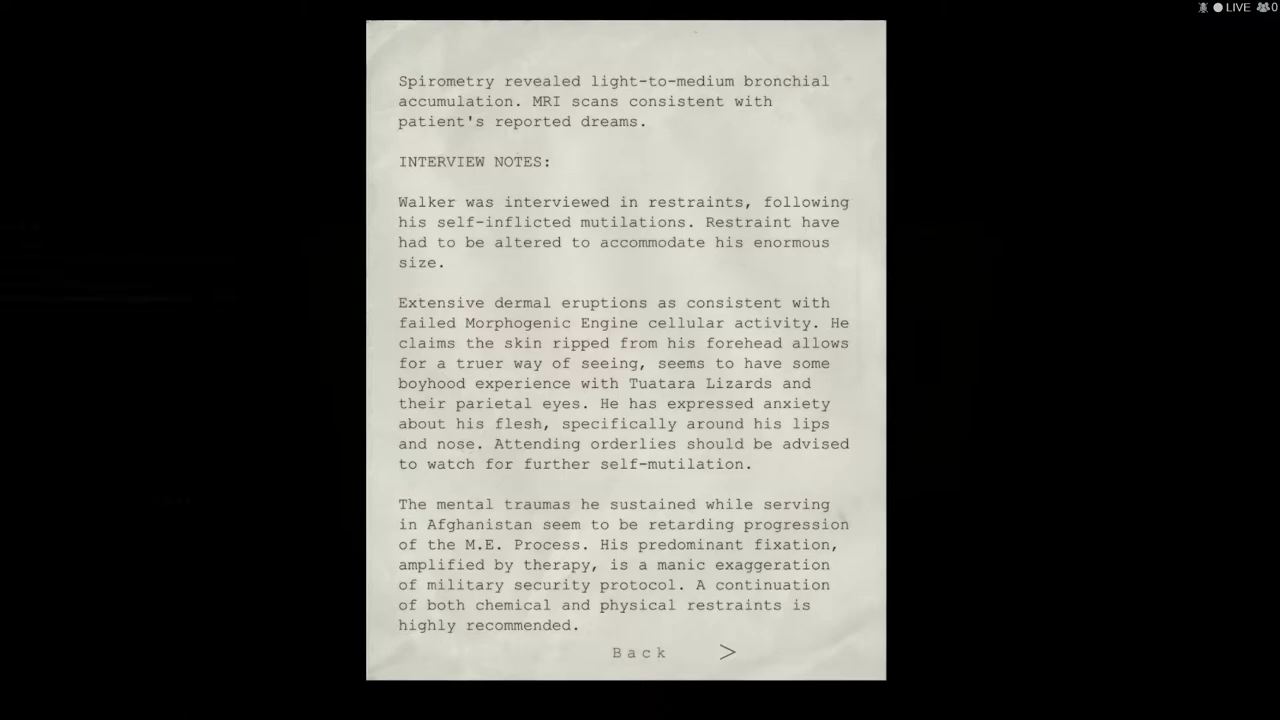 LIVE 0
Spirometry revealed light-to-medium bronchial
accumulation. MRI scans consistent with
patient's reported dreams.
INTERVIEW NOTES:
Walker was interviewed in restraints, following
his self-inflicted mutilations. Restraint have
had to be altered to accommodate his enormous
size.
Extensive dermal eruptions as consistent with
failed Morphogenic Engine cellular activity. He
claims the skin ripped from his forehead allows
for a truer way of seeing, seems to have some
boyhood experience with Tuatara Lizards and
their parietal eyes. He has expressed anxiety
about his flesh, specifically around his lips
and nose. Attending orderlies should be advised
to watch for further self-mutilation.
The mental traumas he sustained while serving
in Afghanistan seem to be retarding progression
of the M.E. Process. His predominant fixation,
amplified by therapy, is a manic exaggeration
of military security protocol. A continuation
of both chemical and physical restraints is
highly recommended.
Back >